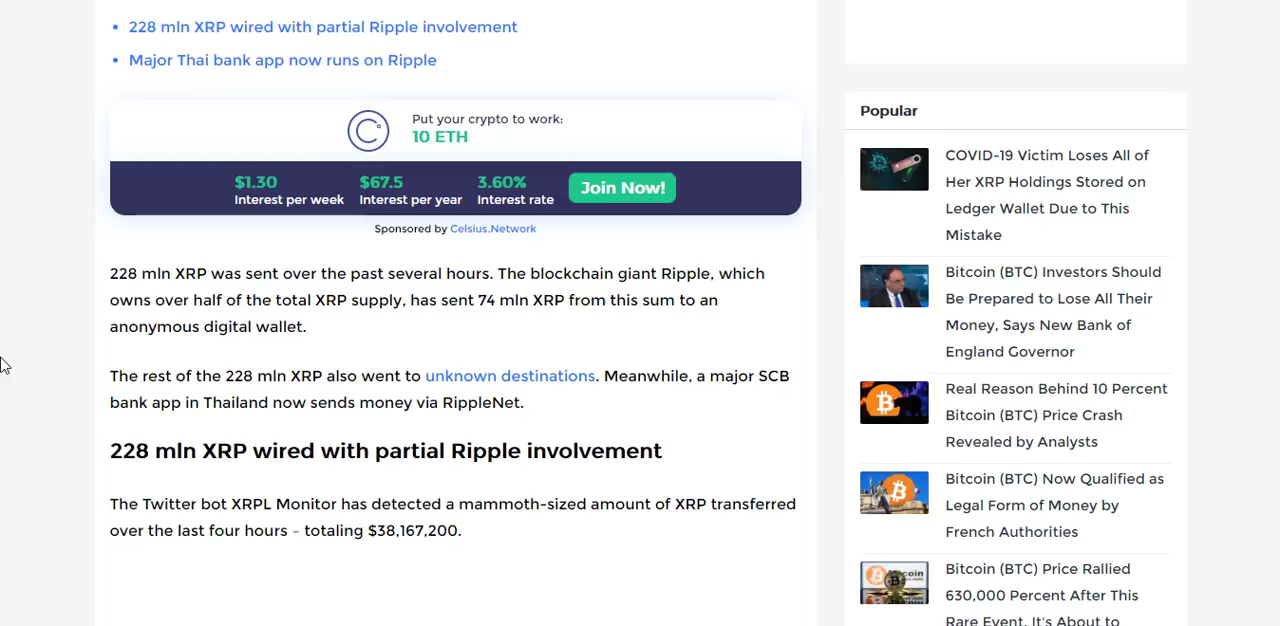 228 mln XRP wired with partial Ripple involvement
Major Thai bank app now runs on Ripple
Put your crypto to work:
10 ETH
$1.30
Interest per week
$67.5
Interest per year
3.60%
Interest rate
Join Now!
Sponsored by Celsius.Network
228 mln XRP was sent over the past several hours. The blockchain giant Ripple, which
owns over half of the total XRP supply, has sent 74 mln XRP from this sum to an
anonymous digital wallet.
The rest of the 228 mln XRP also went to unknown destinations. Meanwhile, a major SCB
bank app in Thailand now sends money via RippleNet.
228 mln XRP wired with partial Ripple involvement
The Twitter bot XRPL Monitor has detected a mammoth-sized amount of XRP transferred
over the last four hours – totaling $38,167,200.
Popular
COVID-19 Victim Loses All of
Her XRP Holdings Stored on
Ledger Wallet Due to This
Mistake
Bitcoin (BTC) Investors Should
Be Prepared to Lose All Their
Money, Says New Bank of
England Governor
Real Reason Behind 10 Percent
Bitcoin (BTC) Price Crash
Revealed by Analysts
Bitcoin (BTC) Now Qualified as
Legal Form of Money by
French Authorities
Bitcoin (BTC) Price Rallied
630,000 Percent After This
Rare Event. It's About to